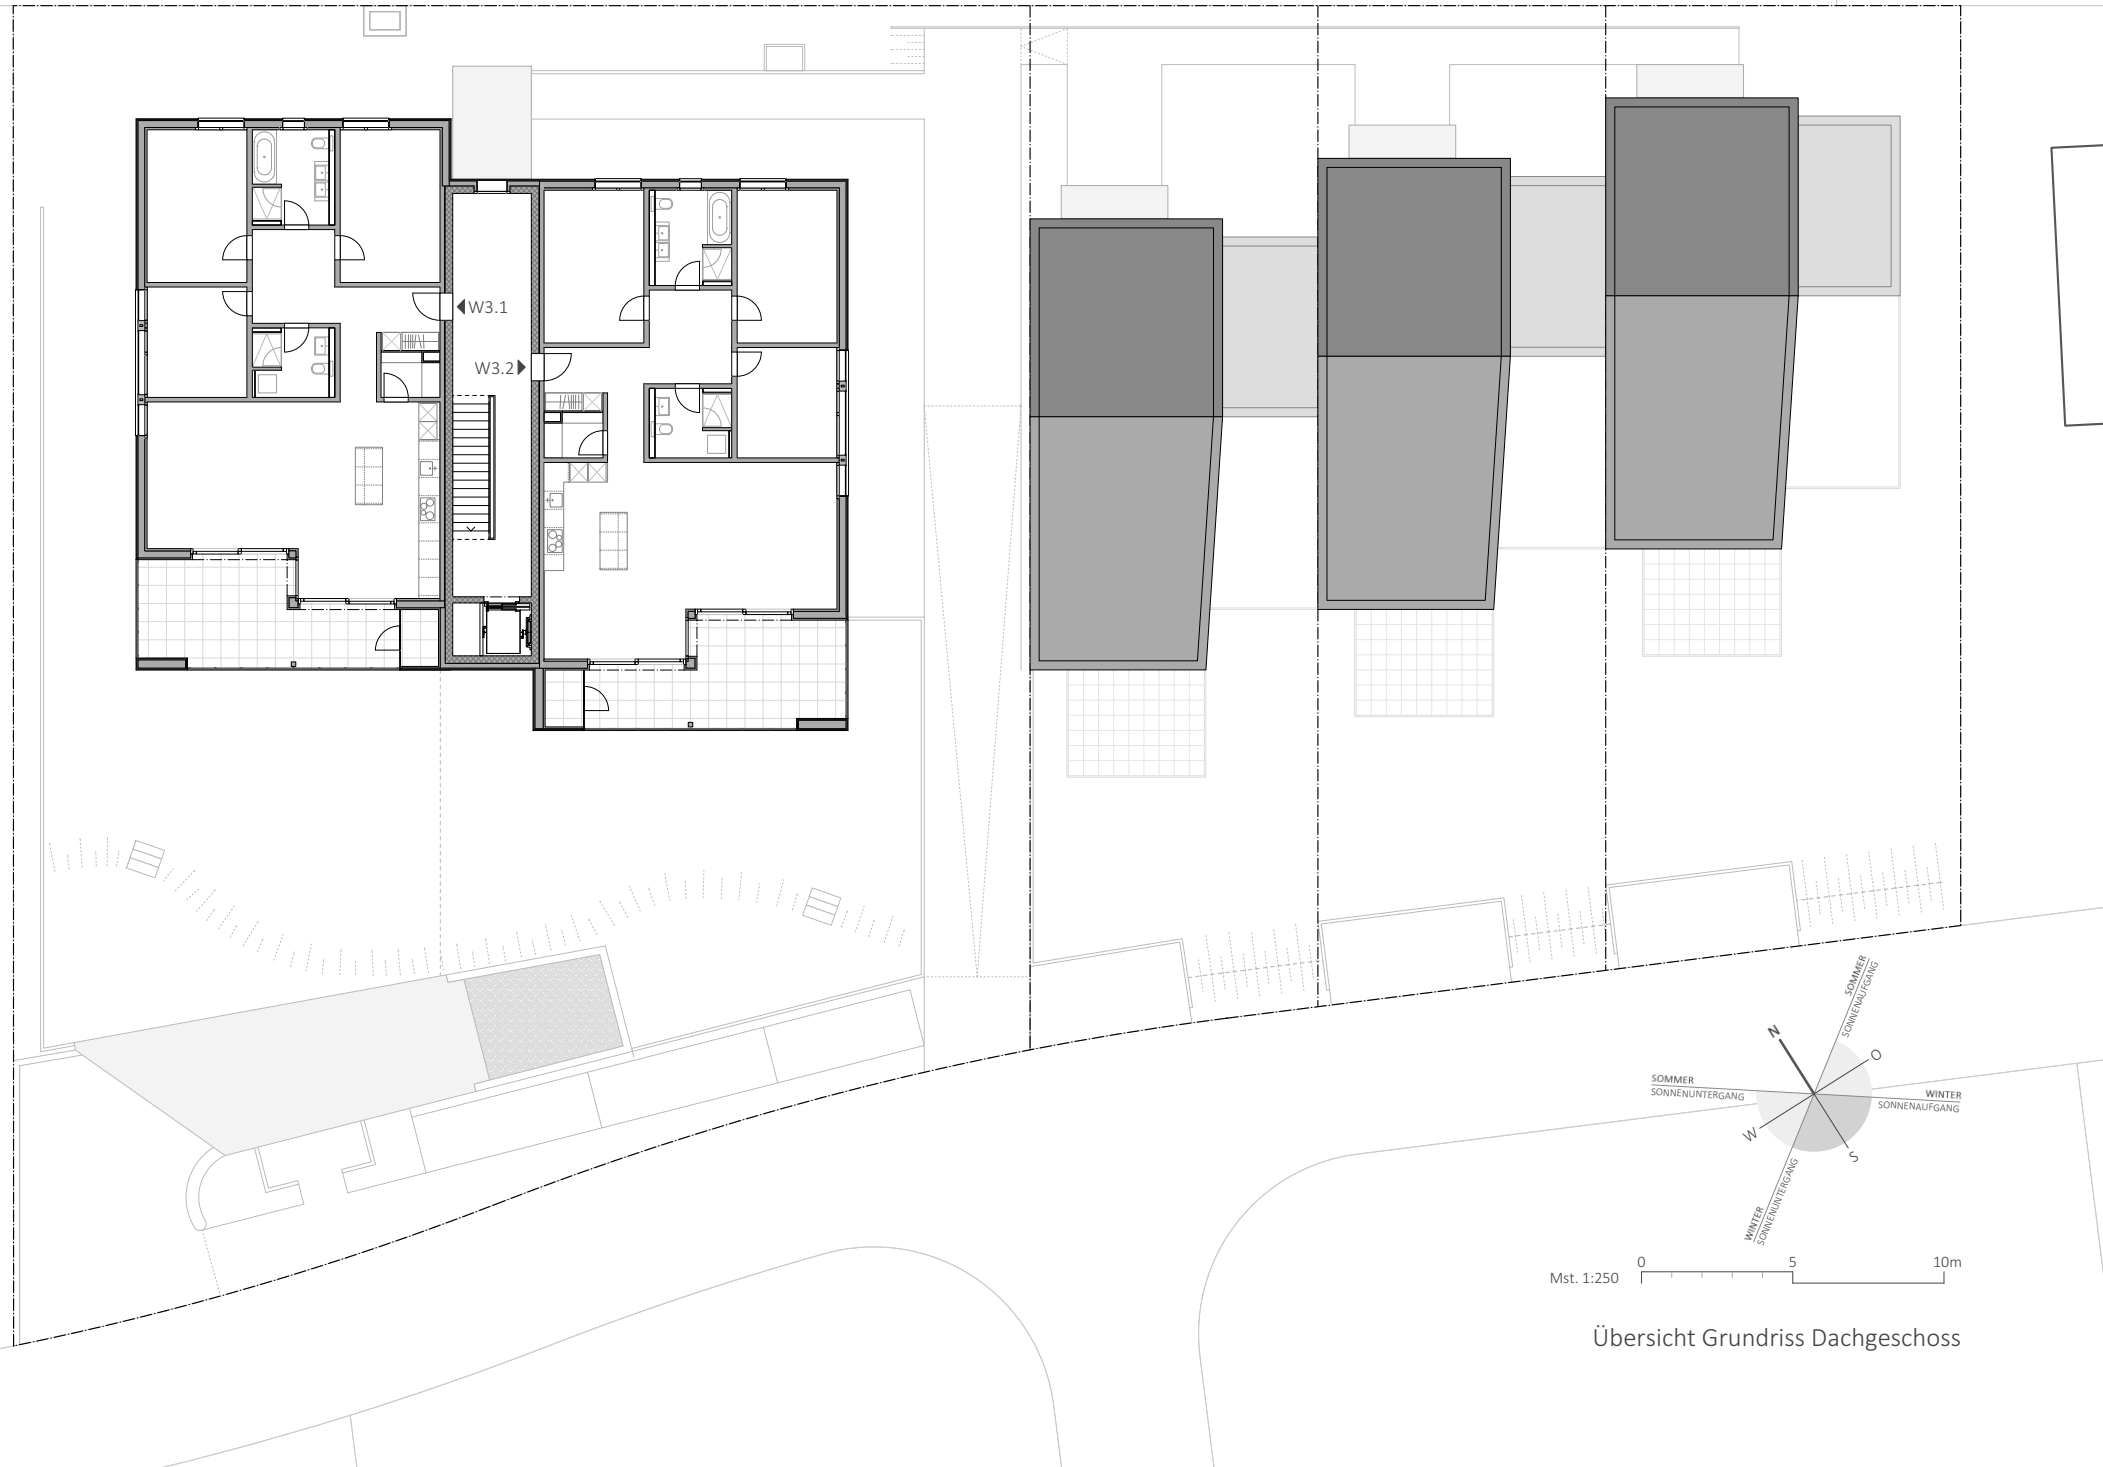 W3.1
W3.2
N
O
S
W
SOMMER
SONNENAUFGANG
SOMMER
SONNENUNTERGANG
WINTER
SONNENAUFGANG
WINTER
SONNENUNTERGANG
Mst. 1:250
0 5 10m
Übersicht Grundriss Dachgeschoss